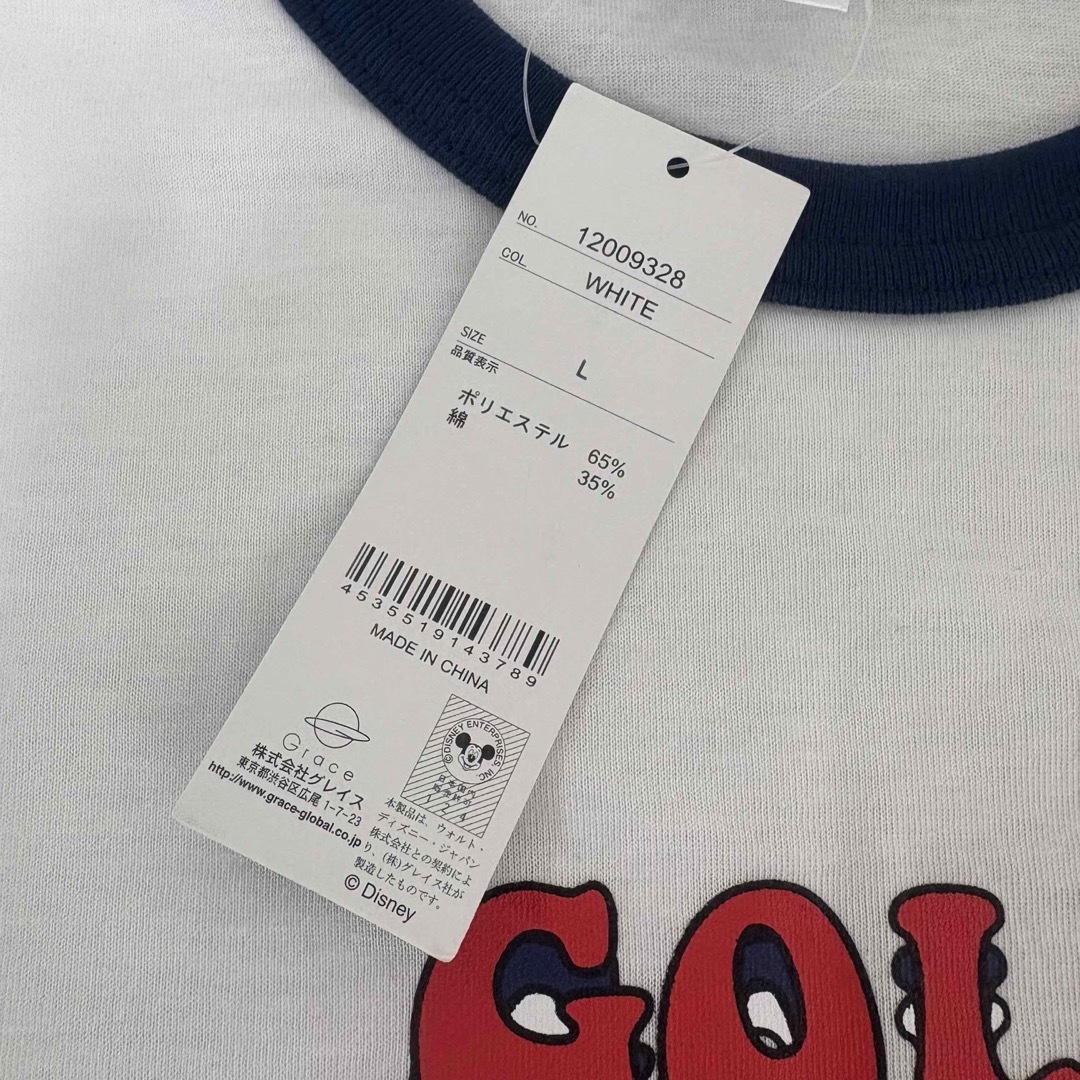 NO. 12009328
COL. WHITE
SIZE L
品質表示
ポリエステル 65%
綿 35%
4535519143789
MADE IN CHINA
Grace
株式会社グレイス
東京都渋谷区広尾 1-7-23
http://www.grace-global.co.jp
©DISNEY ENTERPRISES, INC
日本国内
本製品は、ウォルト・
ディズニー・ジャパン
株式会社との契約によ
り、(株)グレイス社が
製造したものです。
© Disney
GOL